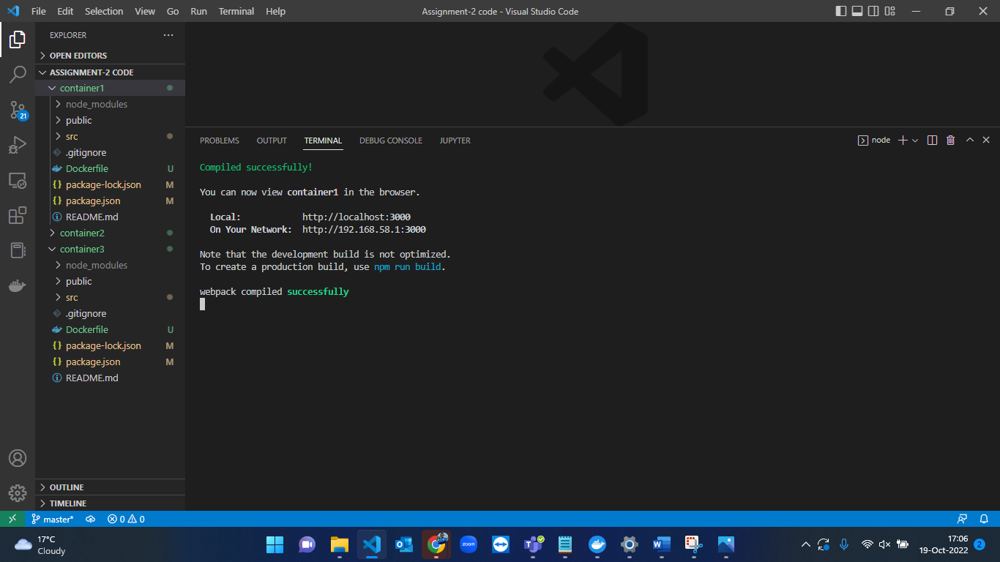 File Edit Selection View Go Run Terminal Help Assignment-2 code - Visual Studio Code
EXPLORER
OPEN EDITORS
ASSIGNMENT-2 CODE
container1
node_modules
public
src
.gitignore
Dockerfile U
package-lock.json M
package.json M
README.md
container2
container3
node_modules
public
src
.gitignore
Dockerfile U
package-lock.json M
package.json M
README.md
OUTLINE
TIMELINE
21
PROBLEMS OUTPUT TERMINAL DEBUG CONSOLE JUPYTER node
Compiled successfully!
You can now view container1 in the browser.
Local: http://localhost:3000
On Your Network: http://192.168.58.1:3000
Note that the development build is not optimized.
To create a production build, use npm run build.
webpack compiled successfully
master* 0 0
17°C
Cloudy
zoom
17:06
19-Oct-2022
2